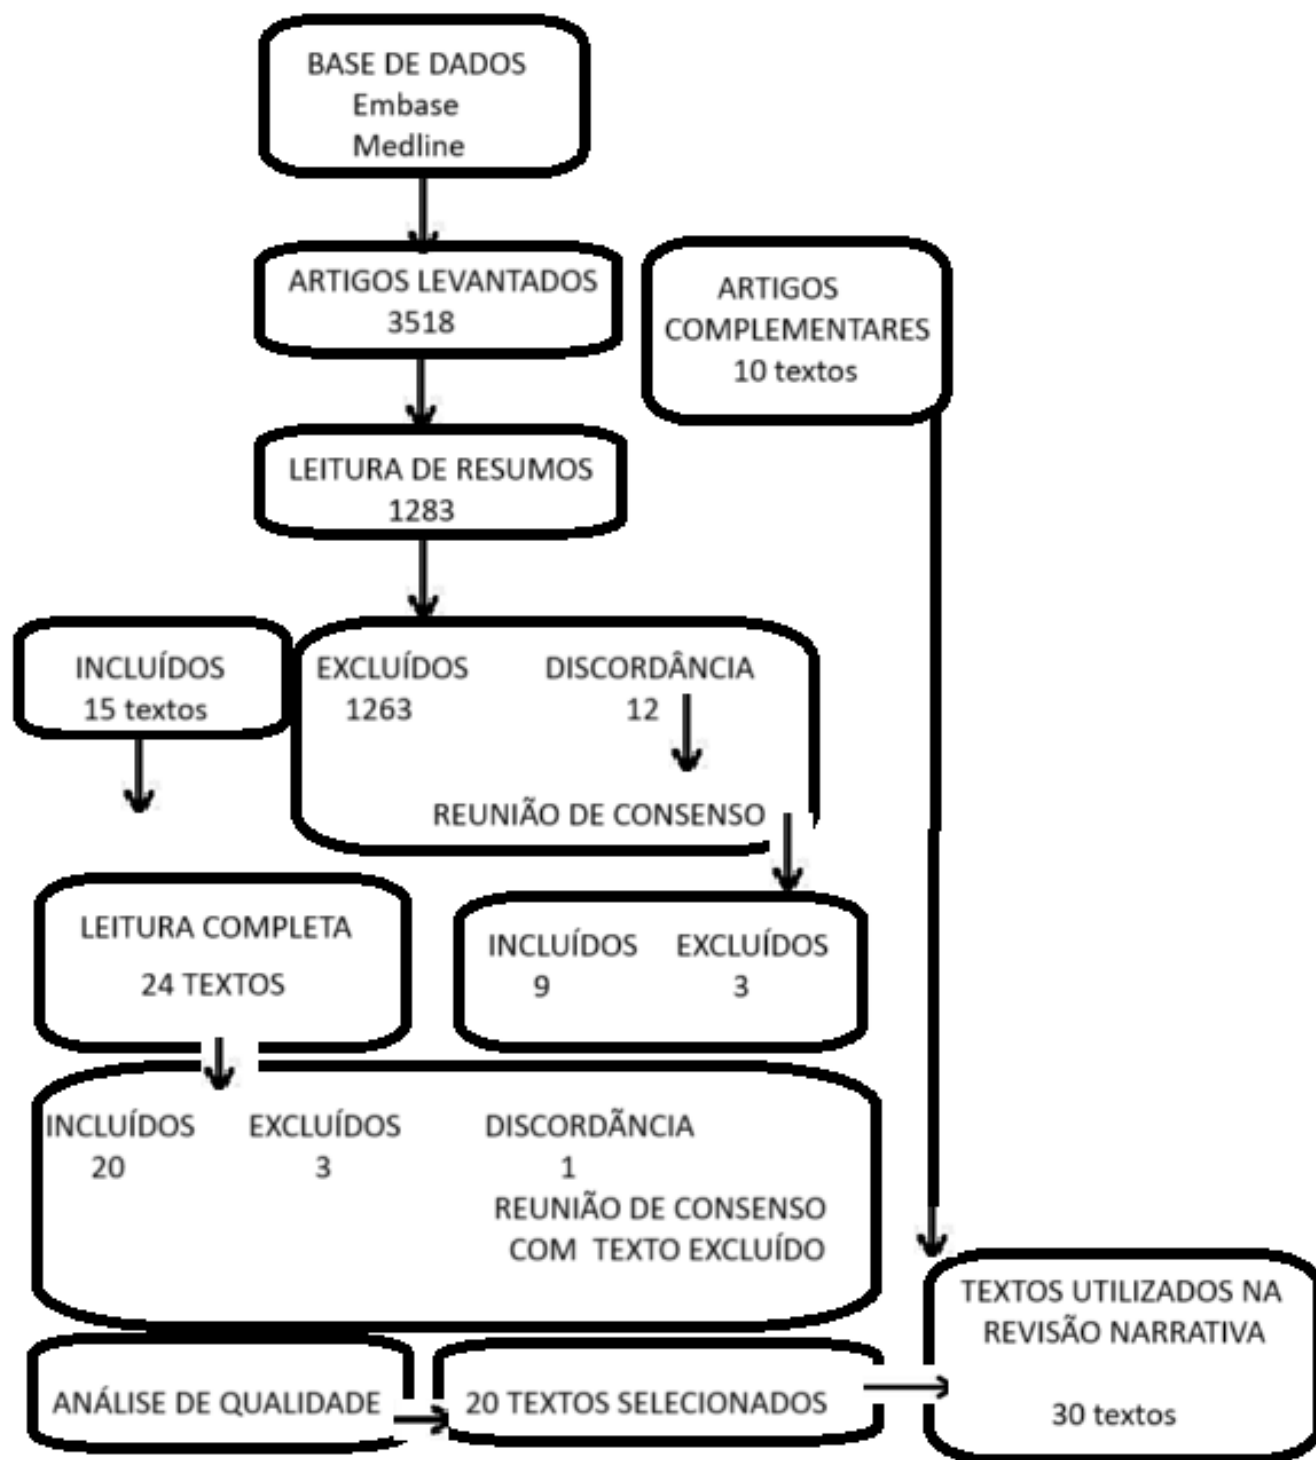 BASE DE DADOS
Embase
Medline
ARTIGOS LEVANTADOS
3518
ARTIGOS
COMPLEMENTARES
10 textos
LEITURA DE RESUMOS
1283
INCLUÍDOS
15 textos
EXCLUÍDOS DISCORDÂNCIA
1263 12
REUNIÃO DE CONSENSO
LEITURA COMPLETA
24 TEXTOS
INCLUÍDOS EXCLUÍDOS
9 3
INCLUÍDOS EXCLUÍDOS DISCORDÃNCIA
20 3 1
REUNIÃO DE CONSENSO
COM TEXTO EXCLUÍDO
ANÁLISE DE QUALIDADE
20 TEXTOS SELECIONADOS
TEXTOS UTILIZADOS NA
REVISÃO NARRATIVA
30 textos